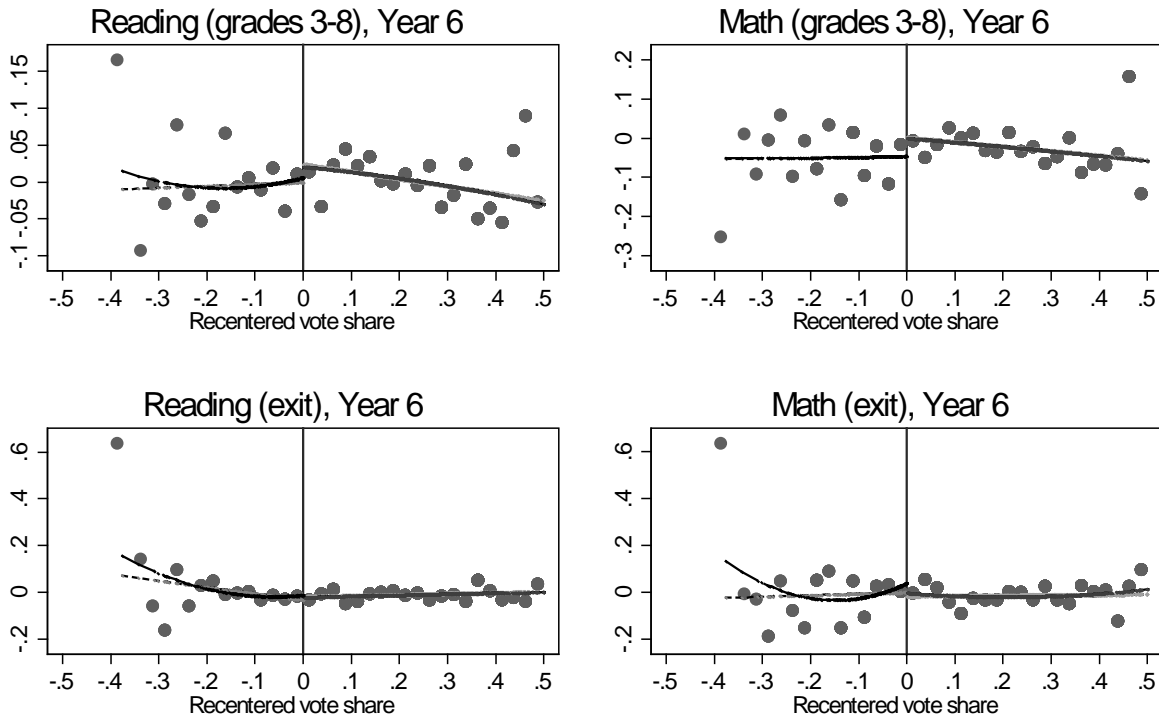 Reading (grades 3-8), Year 6
.15
.1
.05
0
-.05
-.1
-.5 -.4 -.3 -.2 -.1 0 .1 .2 .3 .4 .5
Recentered vote share
Math (grades 3-8), Year 6
.2
.1
0
-.1
-.2
-.3
-.5 -.4 -.3 -.2 -.1 0 .1 .2 .3 .4 .5
Recentered vote share
Reading (exit), Year 6
.6
.4
.2
0
-.2
-.5 -.4 -.3 -.2 -.1 0 .1 .2 .3 .4 .5
Recentered vote share
Math (exit), Year 6
.6
.4
.2
0
-.2
-.5 -.4 -.3 -.2 -.1 0 .1 .2 .3 .4 .5
Recentered vote share